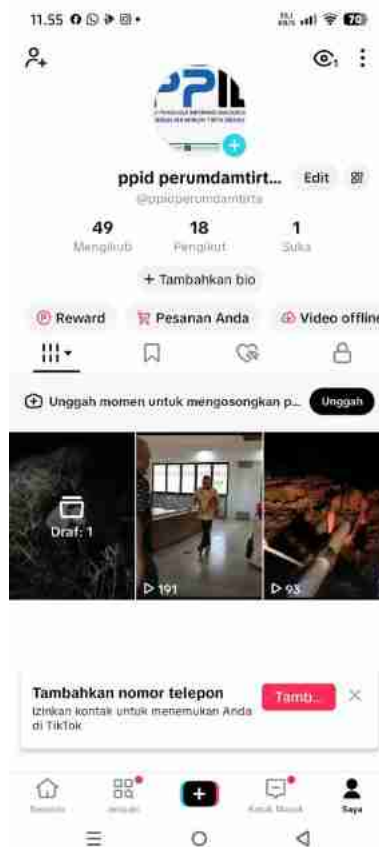 11.55
70
PPID
ppid perumdamtirt...
Edit
@ppidperumdamtirta
49
18
1
Mengikuti
Pengikut
Suka
+ Tambahkan bio
Reward
Pesanan Anda
Video offline
Unggah momen untuk mengosongkan p...
Unggah
Draf: 1
191
93
Tambahkan nomor telepon
Izinkan kontak untuk menemukan Anda
di TikTok
Tamb...
Beranda
Kotak Masuk
Saya